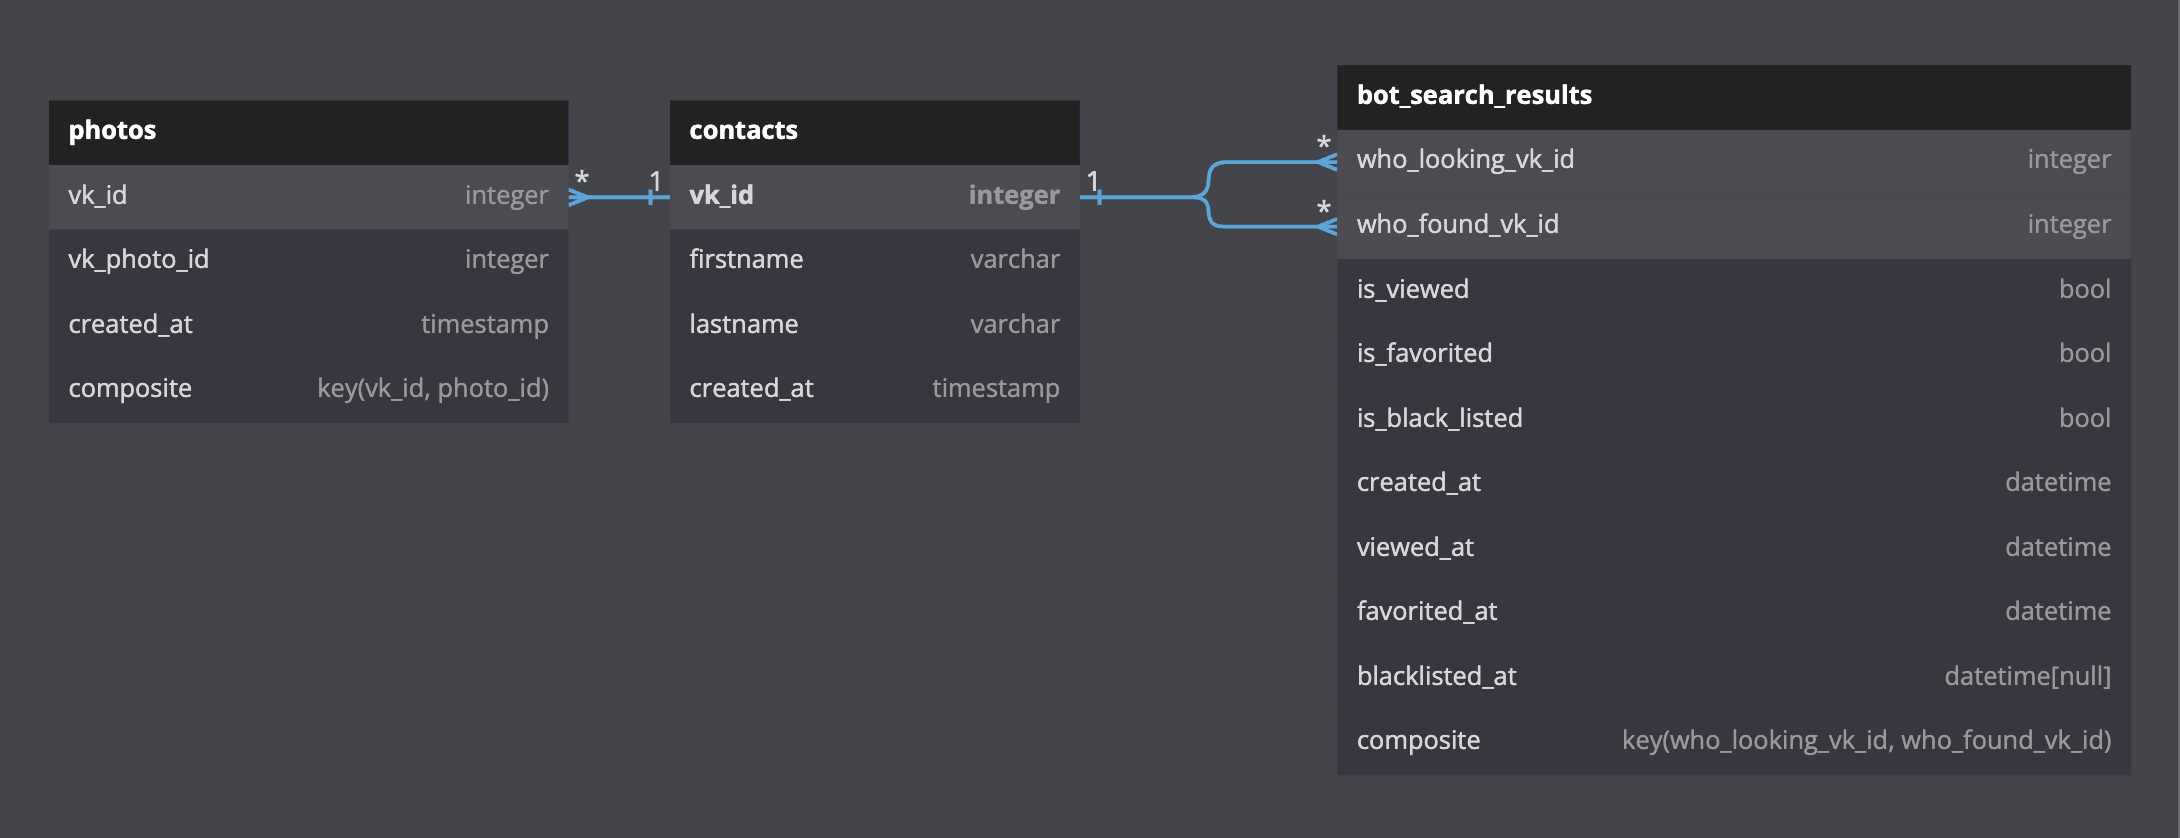 photos
vk_id integer
vk_photo_id integer
created_at timestamp
composite key(vk_id, photo_id)
* 1
contacts
vk_id integer
firstname varchar
lastname varchar
created_at timestamp
1 *
*
bot_search_results
who_looking_vk_id integer
who_found_vk_id integer
is_viewed bool
is_favorited bool
is_black_listed bool
created_at datetime
viewed_at datetime
favorited_at datetime
blacklisted_at datetime[null]
composite key(who_looking_vk_id, who_found_vk_id)